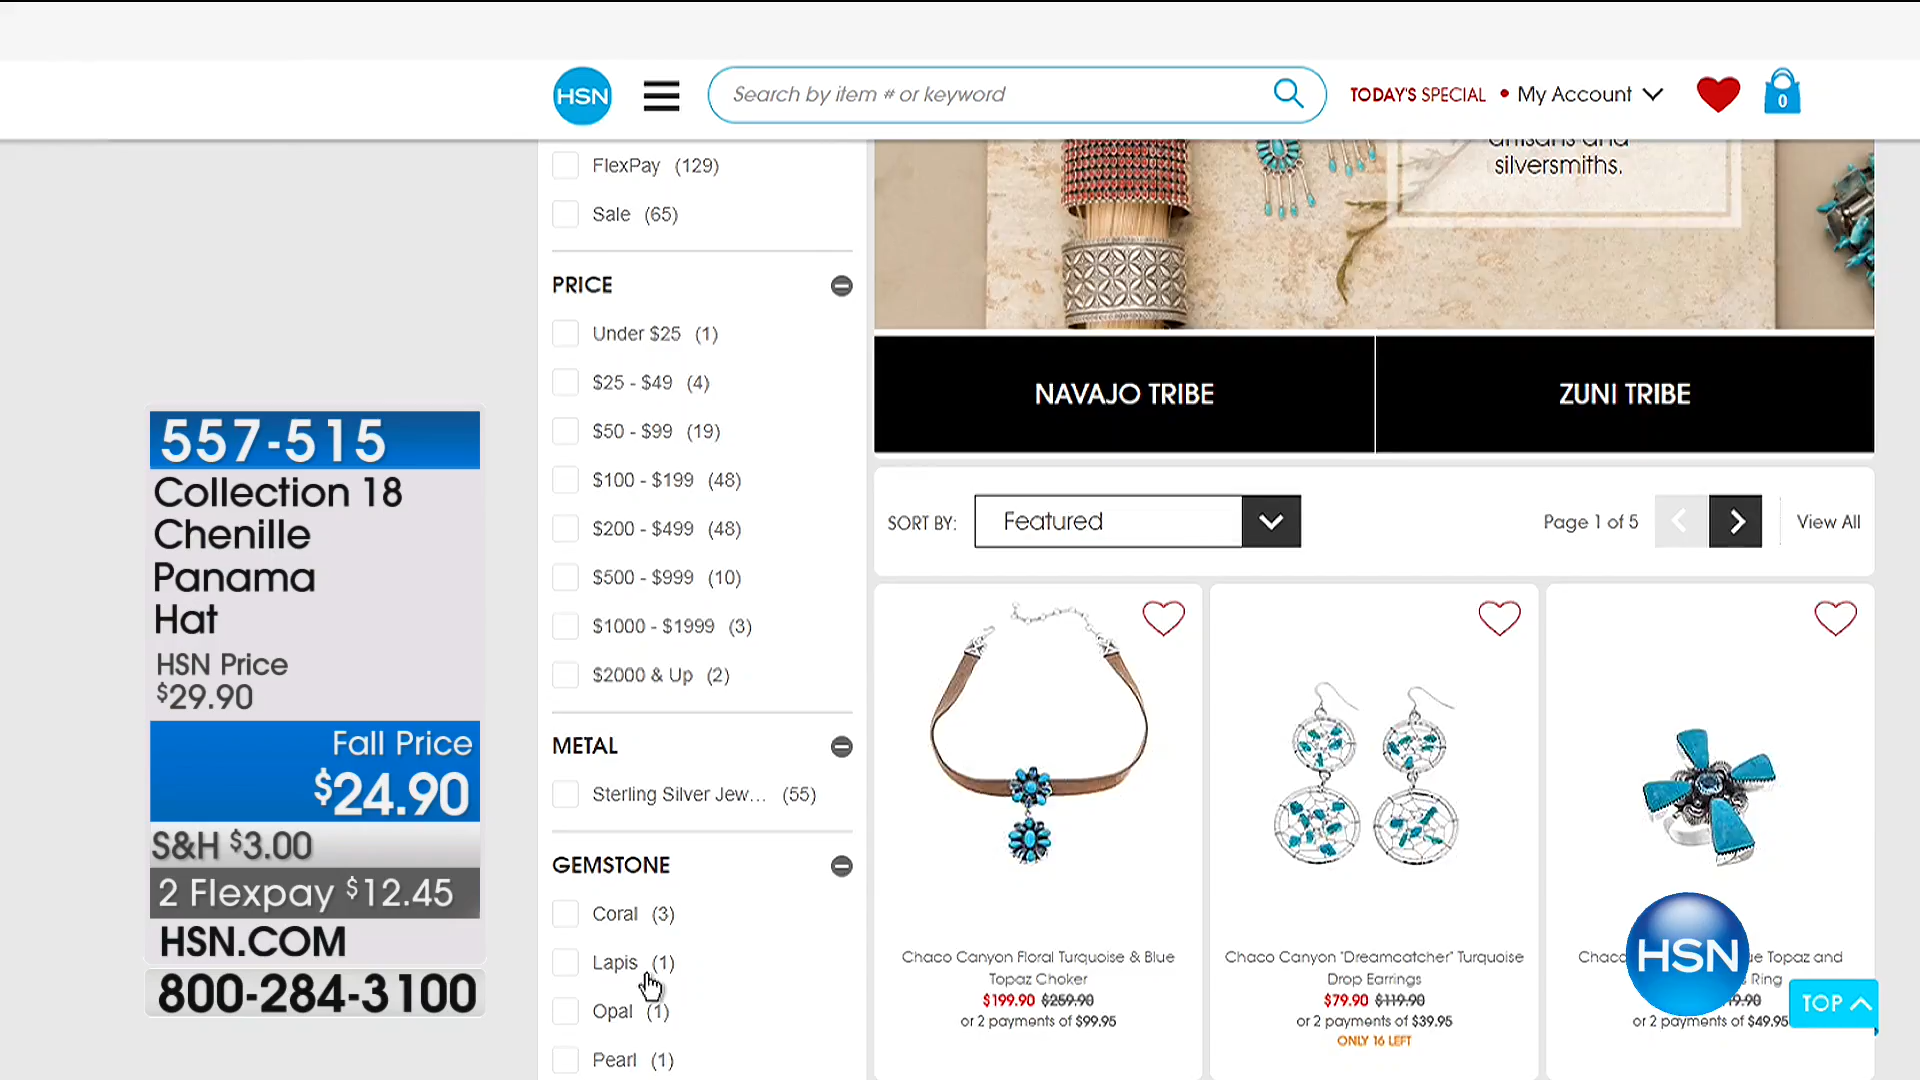 HSN
Search by item # or keyword
TODAY'S SPECIAL • My Account
0
FlexPay (129)
Sale (65)
PRICE
Under $25 (1)
$25 - $49 (4)
$50 - $99 (19)
$100 - $199 (48)
$200 - $499 (48)
$500 - $999 (10)
$1000 - $1999 (3)
$2000 & Up (2)
METAL
Sterling Silver Jew... (55)
GEMSTONE
Coral (3)
Lapis (1)
Opal (1)
Pearl (1)
artisans and
silversmiths.
NAVAJO TRIBE
ZUNI TRIBE
SORT BY: Featured
Page 1 of 5
View All
Chaco Canyon Floral Turquoise & Blue
Topaz Choker
$199.90 $259.90
or 2 payments of $99.95
Chaco Canyon "Dreamcatcher" Turquoise
Drop Earrings
$79.90 $119.90
or 2 payments of $39.95
ONLY 16 LEFT
Topaz and
Ring
or 2 payments of $49.95
HSN
TOP
557-515
Collection 18
Chenille
Panama
Hat
HSN Price
$29.90
Fall Price
$24.90
S&H $3.00
2 Flexpay $12.45
HSN.COM
800-284-3100